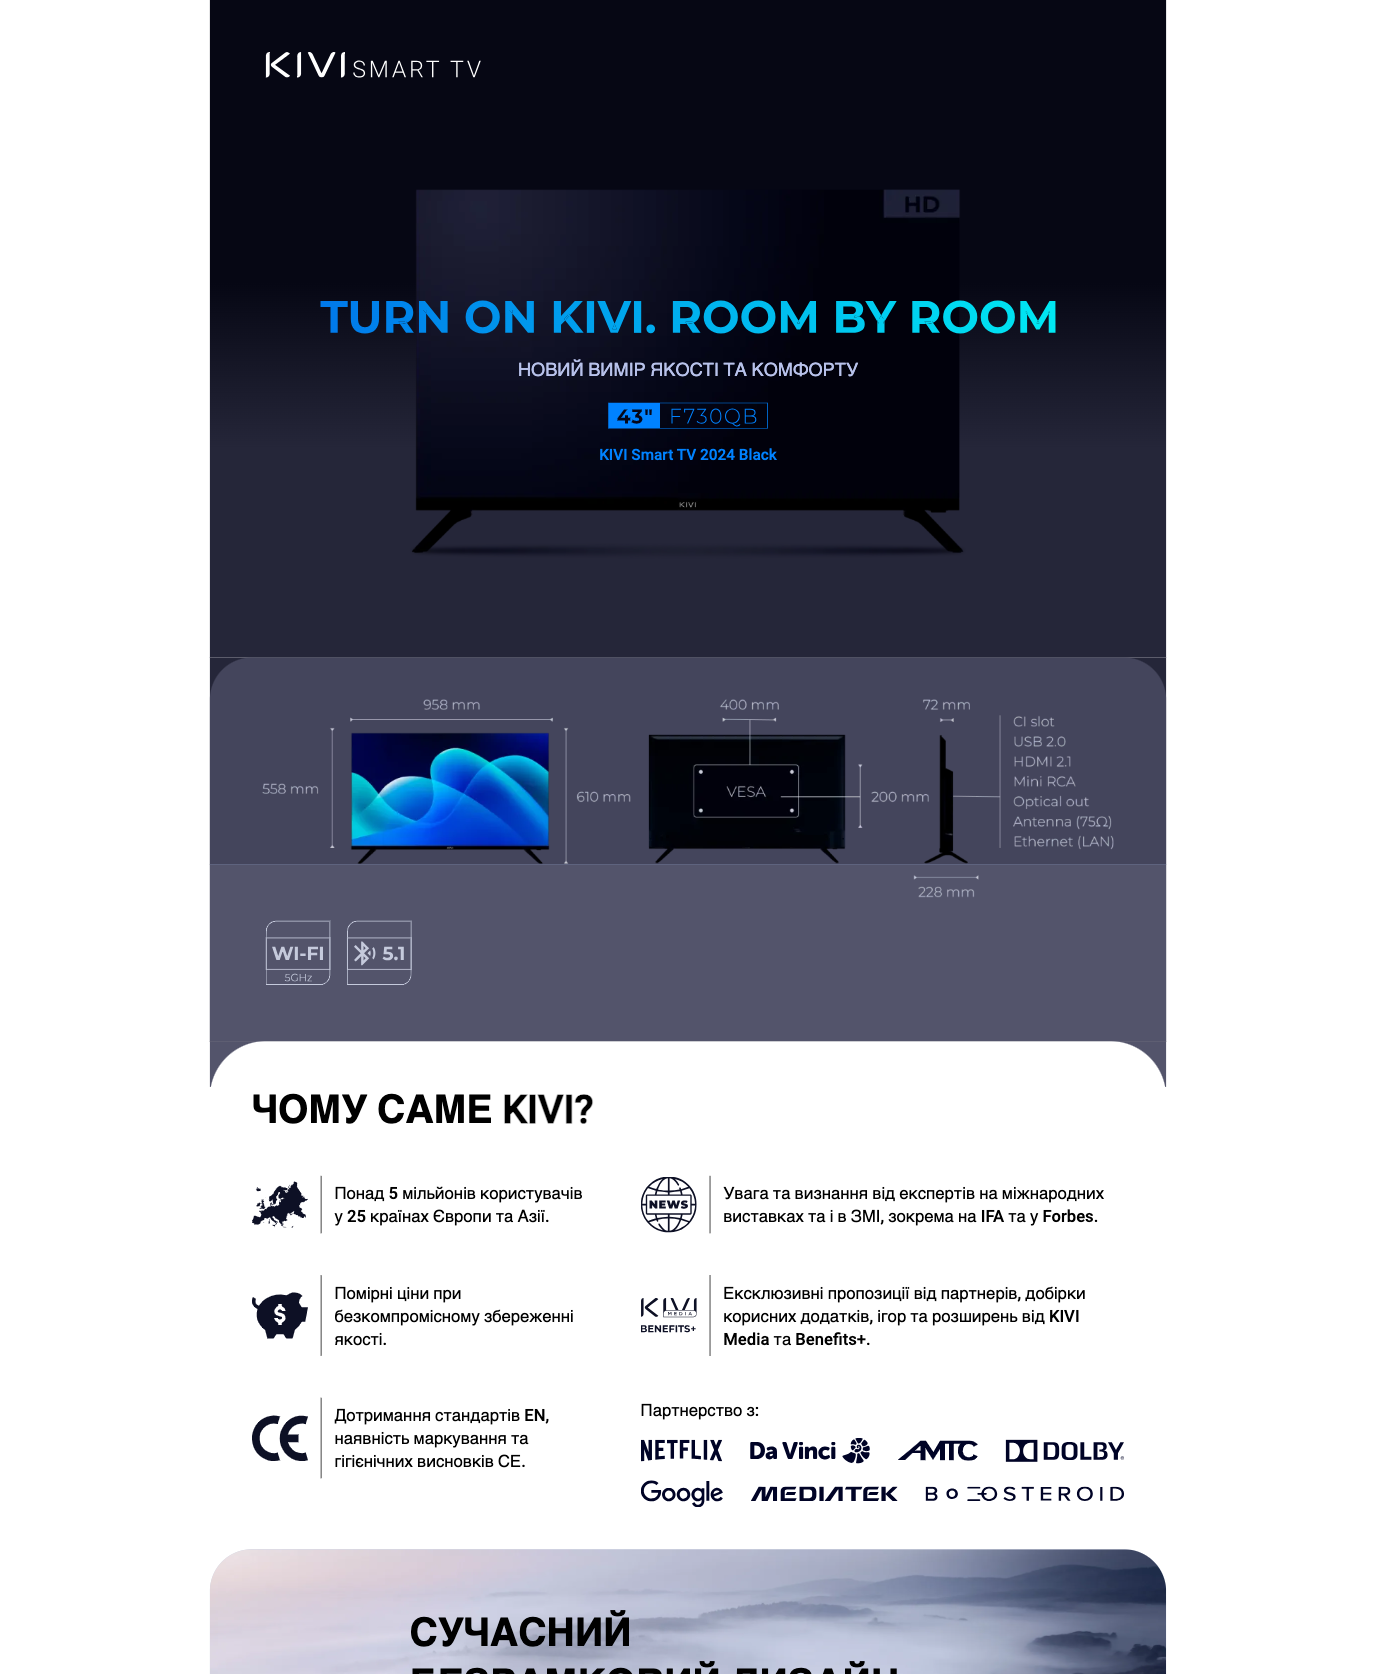 KIVI SMART TV
HD
TURN ON KIVI. ROOM BY ROOM
НОВИЙ ВИМІР ЯКОСТІ ТА КОМФОРТУ
43" F730QB
KIVI Smart TV 2024 Black
KIVI
958 mm
400 mm
72 mm
558 mm
610 mm
VESA
200 mm
CI slot
USB 2.0
HDMI 2.1
Mini RCA
Optical out
Antenna (75Ω)
Ethernet (LAN)
228 mm
WI-FI
5GHz
5.1
ЧОМУ САМЕ KIVI?
Понад 5 мільйонів користувачів
у 25 країнах Європи та Азії.
NEWS
Увага та визнання від експертів на міжнародних
виставках та і в ЗМІ, зокрема на IFA та у Forbes.
$
Помірні ціни при
безкомпромісному збереженні
якості.
KIVI
MEDIA
BENEFITS+
Ексклюзивні пропозиції від партнерів, добірки
корисних додатків, ігор та розширень від KIVI
Media та Benefits+.
CE
Дотримання стандартів EN,
наявність маркування та
гігієнічних висновків CE.
Партнерство з:
NETFLIX Da Vinci AMTC DOLBY
Google MEDIATEK BOOSTEROID
СУЧАСНИЙ
БЕЗРАМКОВИЙ ДИЗАЙН